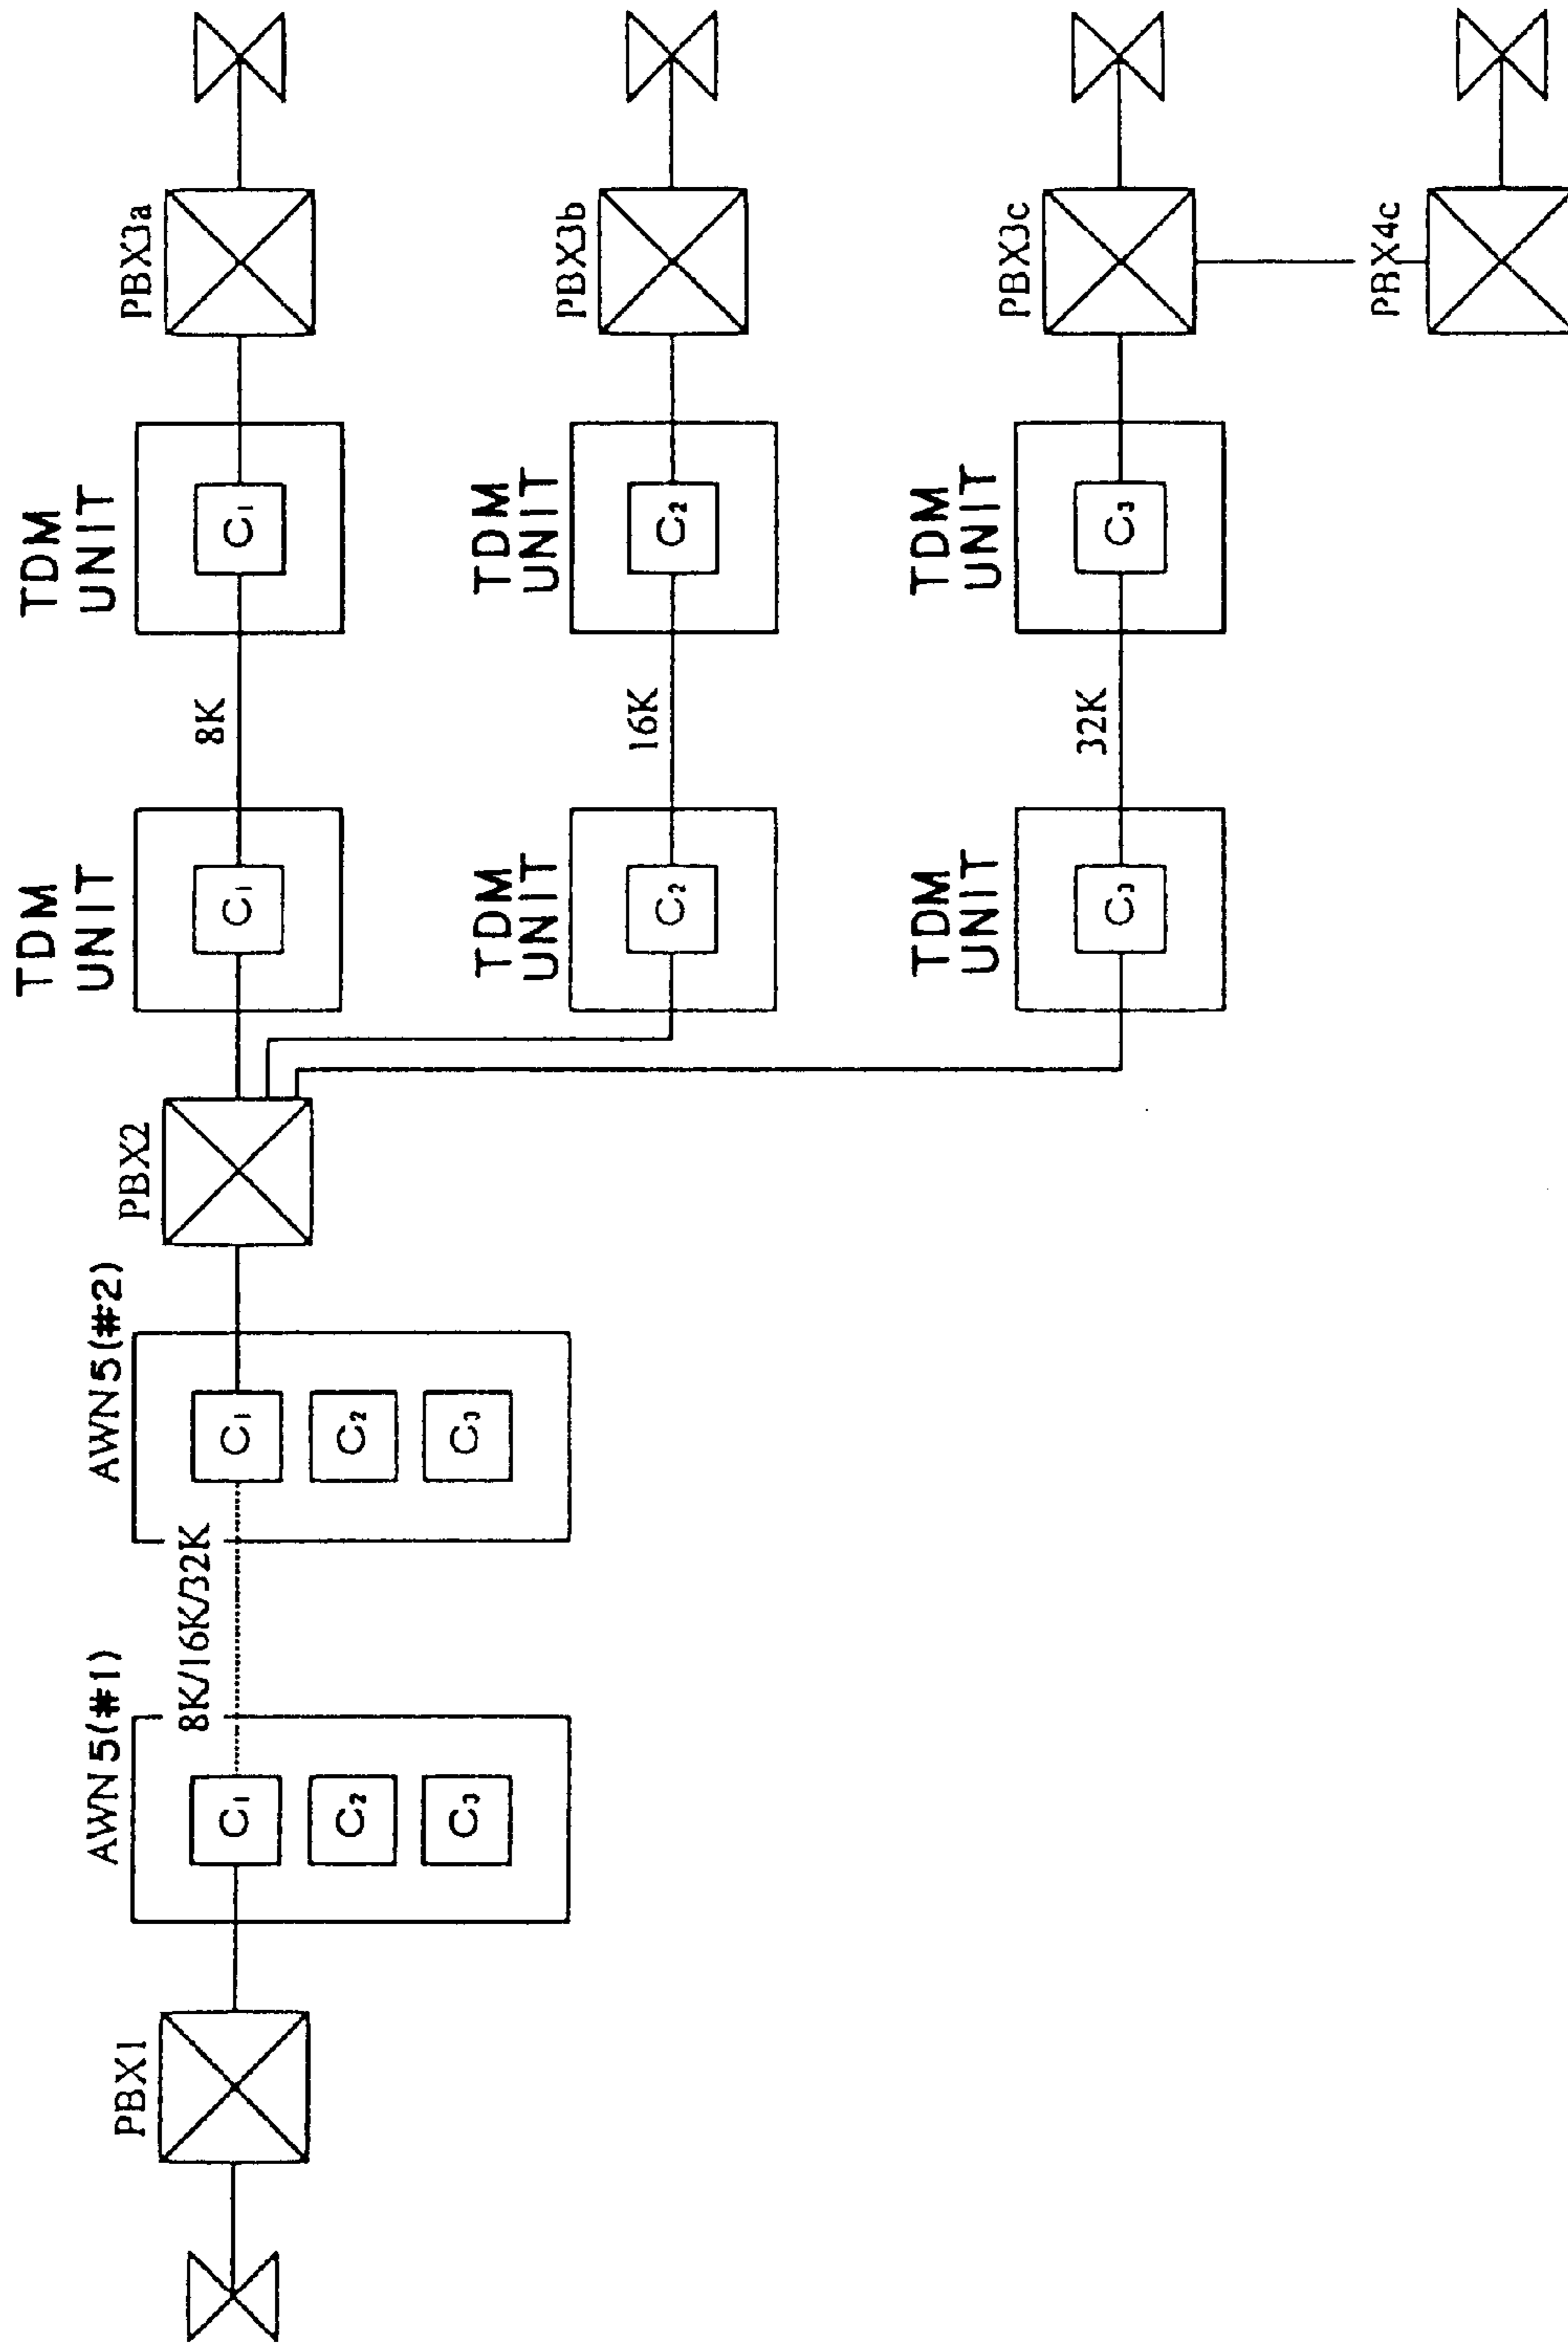 TDM
UNIT
TDM
UNIT
AWN5(#1)
AWN5(#2)
PBX1
PBX2
PBX3a
8K/16K/32K
8K
C1
C1
C1
C1
C2
C2
C3
C3
TDM
UNIT
TDM
UNIT
PBX3b
16K
C2
C2
TDM
UNIT
TDM
UNIT
PBX3c
32K
C3
C3
PBX4c